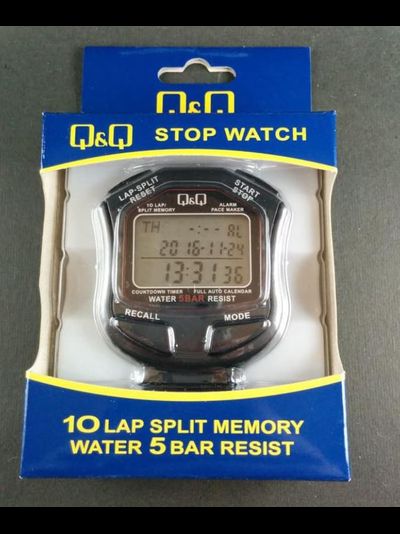 Q&Q
Q&Q STOP WATCH
LAP-SPLIT
RESET
START
STOP
Q&Q
10 LAP/
SPLIT MEMORY
ALARM
PACE MAKER
TH -:-- AL
2016-11-24
13:31 36
COUNTDOWN TIMER FULL AUTO CALENDAR
WATER 5BAR RESIST
RECALL MODE
10 LAP SPLIT MEMORY
WATER 5 BAR RESIST